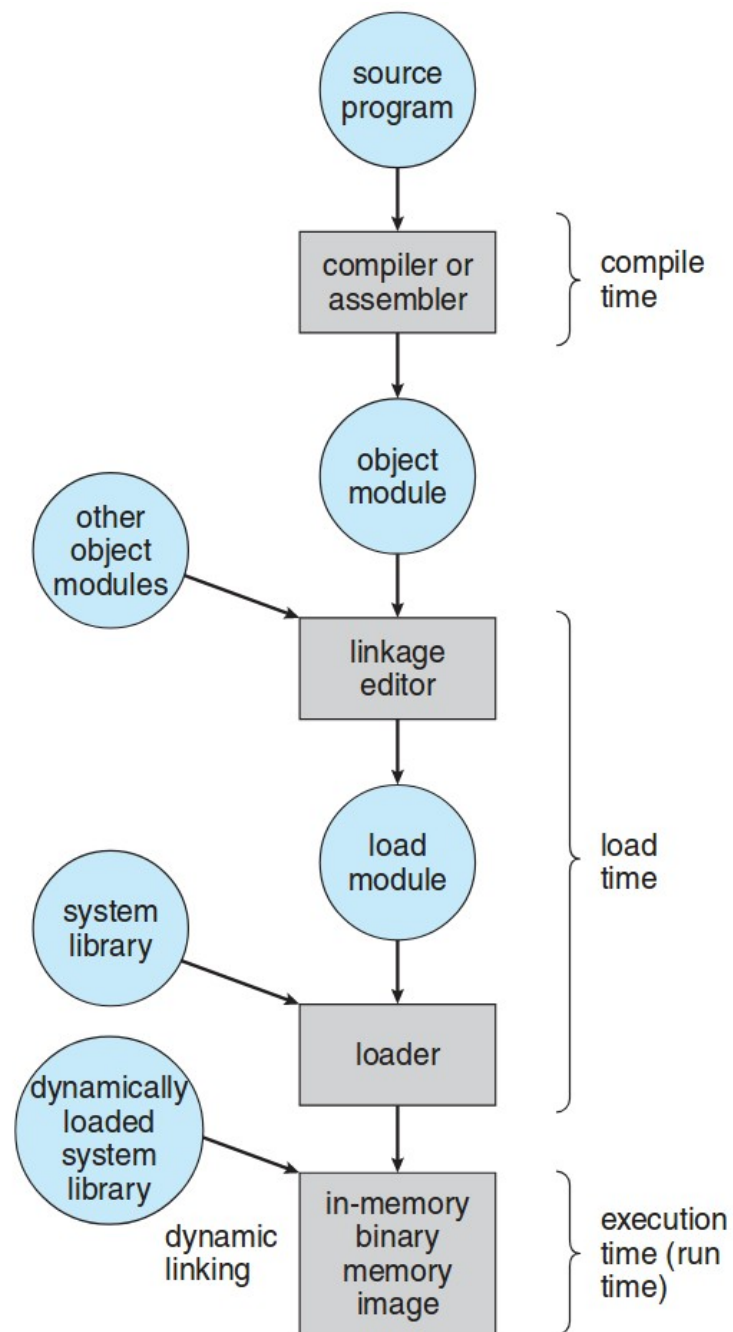 source
program
compiler or
assembler
compile
time
object
module
other
object
modules
linkage
editor
load
module
load
time
system
library
loader
dynamically
loaded
system
library
dynamic
linking
in-memory
binary
memory
image
execution
time (run
time)